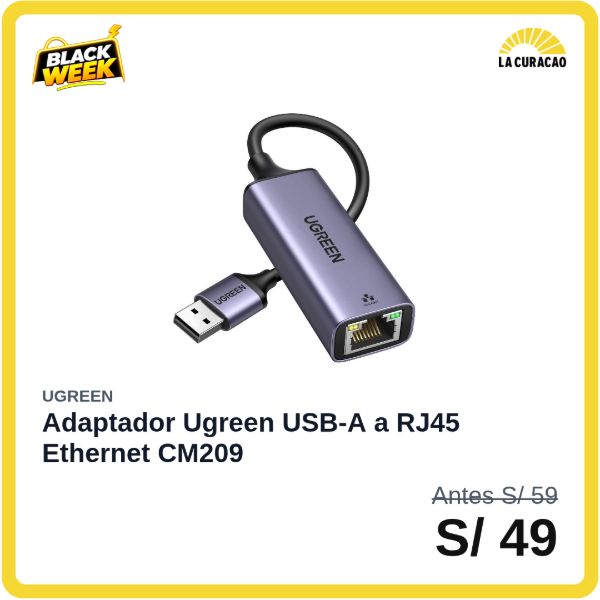 BLACK
WEEK
LA CURACAO
UGREEN
UGREEN
UGREEN
Adaptador Ugreen USB-A a RJ45
Ethernet CM209
Antes S/ 59
S/ 49